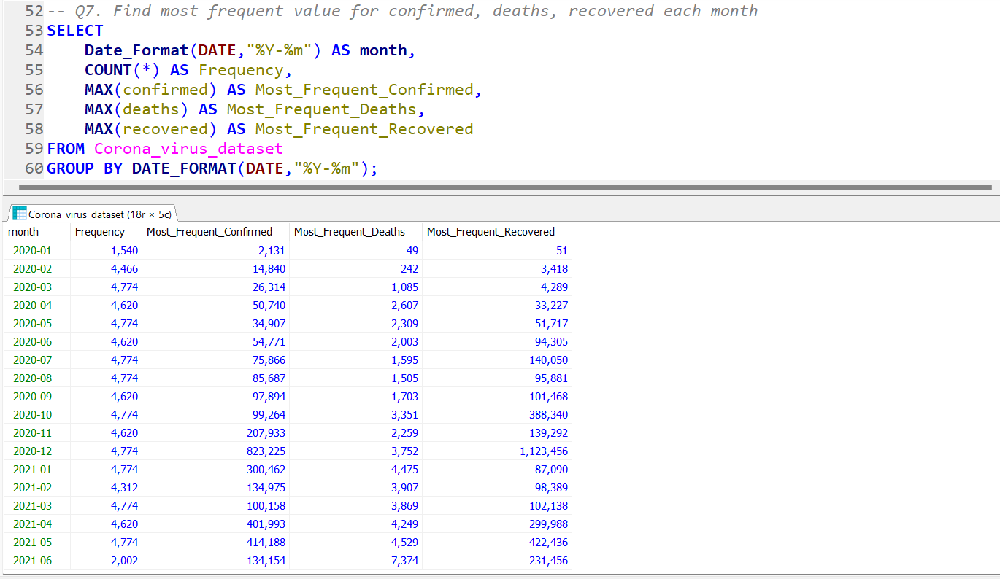 52 -- Q7. Find most frequent value for confirmed, deaths, recovered each month
53 SELECT
54 Date_Format(DATE,"%Y-%m") AS month,
55 COUNT(*) AS Frequency,
56 MAX(confirmed) AS Most_Frequent_Confirmed,
57 MAX(deaths) AS Most_Frequent_Deaths,
58 MAX(recovered) AS Most_Frequent_Recovered
59 FROM Corona_virus_dataset
60 GROUP BY DATE_FORMAT(DATE,"%Y-%m");
Corona_virus_dataset (18r × 5c)
month Frequency Most_Frequent_Confirmed Most_Frequent_Deaths Most_Frequent_Recovered
2020-01 1,540 2,131 49 51
2020-02 4,466 14,840 242 3,418
2020-03 4,774 26,314 1,085 4,289
2020-04 4,620 50,740 2,607 33,227
2020-05 4,774 34,907 2,309 51,717
2020-06 4,620 54,771 2,003 94,305
2020-07 4,774 75,866 1,595 140,050
2020-08 4,774 85,687 1,505 95,881
2020-09 4,620 97,894 1,703 101,468
2020-10 4,774 99,264 3,351 388,340
2020-11 4,620 207,933 2,259 139,292
2020-12 4,774 823,225 3,752 1,123,456
2021-01 4,774 300,462 4,475 87,090
2021-02 4,312 134,975 3,907 98,389
2021-03 4,774 100,158 3,869 102,138
2021-04 4,620 401,993 4,249 299,988
2021-05 4,774 414,188 4,529 422,436
2021-06 2,002 134,154 7,374 231,456